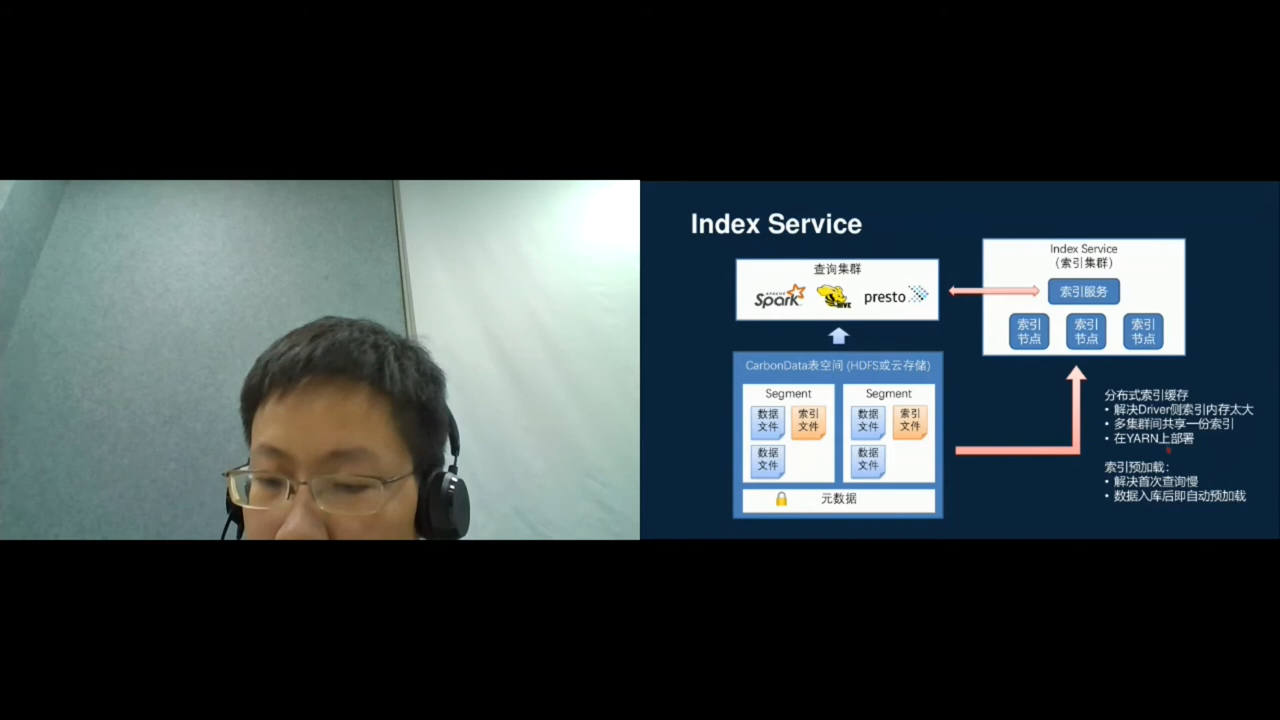 Index Service
查询集群
APACHE
Spark
HIVE
presto
Index Service
（索引集群）
索引服务
索引
节点
索引
节点
索引
节点
CarbonData表空间 (HDFS或云存储)
Segment
数据
文件
索引
文件
数据
文件
Segment
数据
文件
索引
文件
数据
文件
元数据
分布式索引缓存
• 解决Driver侧索引内存太大
• 多集群间共享一份索引
• 在YARN上部署
索引预加载：
• 解决首次查询慢
• 数据入库后即自动预加载